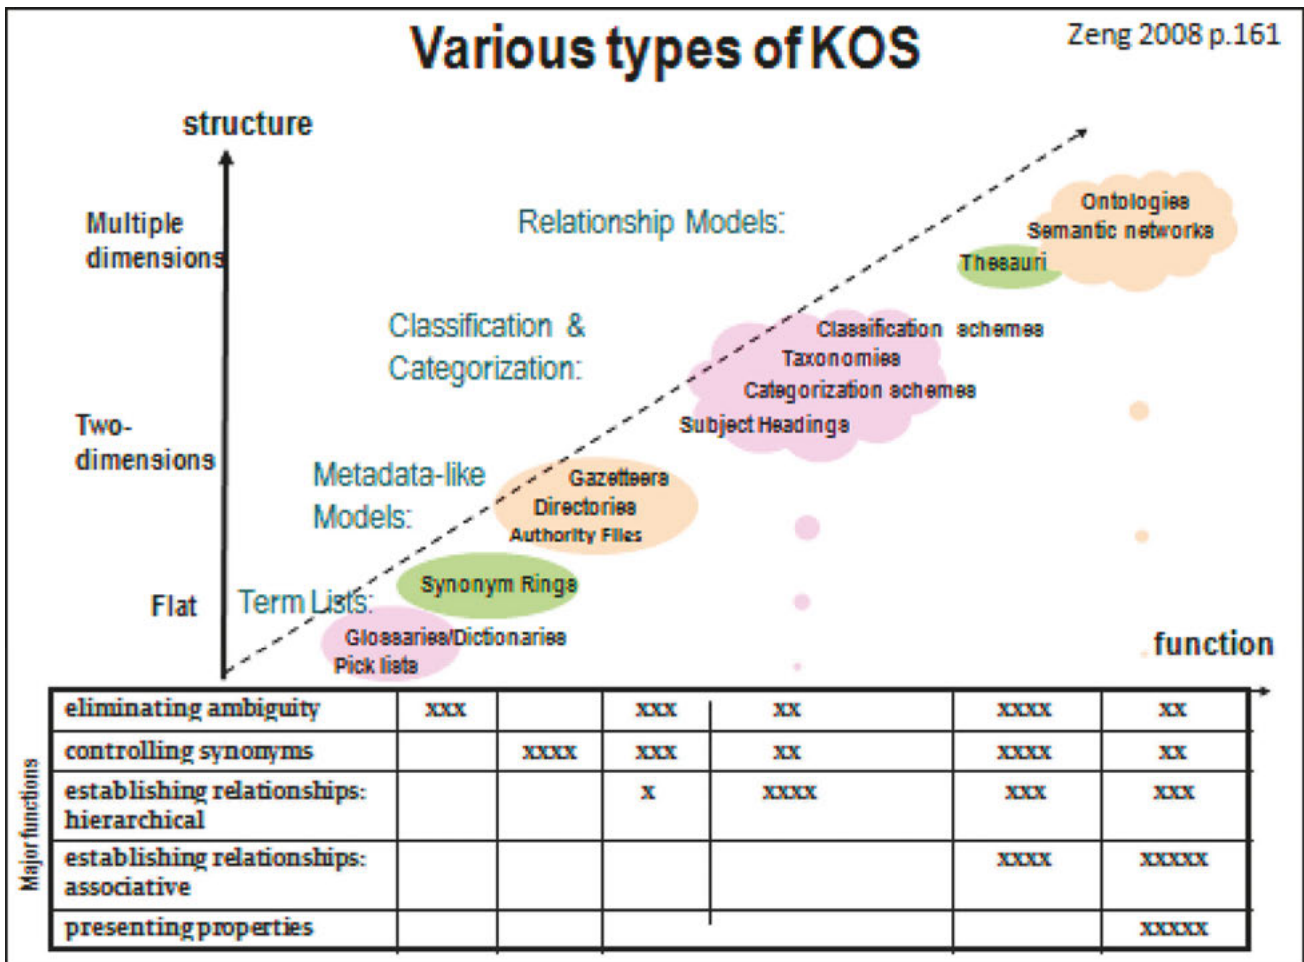 Various types of KOS
Zeng 2008 p.161
structure
Multiple
dimensions
Relationship Models:
Ontologies
Semantic networks
Thesauri
Classification &
Categorization:
Classification schemes
Taxonomies
Categorization schemes
Subject Headings
Two-
dimensions
Metadata-like
Models:
Gazetteers
Directories
Authority Files
Flat
Term Lists:
Synonym Rings
Glossaries/Dictionaries
Pick lists
function
Major functions
eliminating ambiguity xxx xxx xx xxxx xx
controlling synonyms xxxx xxx xx xxxx xx
establishing relationships:
hierarchical x xxxx xxx xxx
establishing relationships:
associative xxxx xxxxx
presenting properties xxxxx